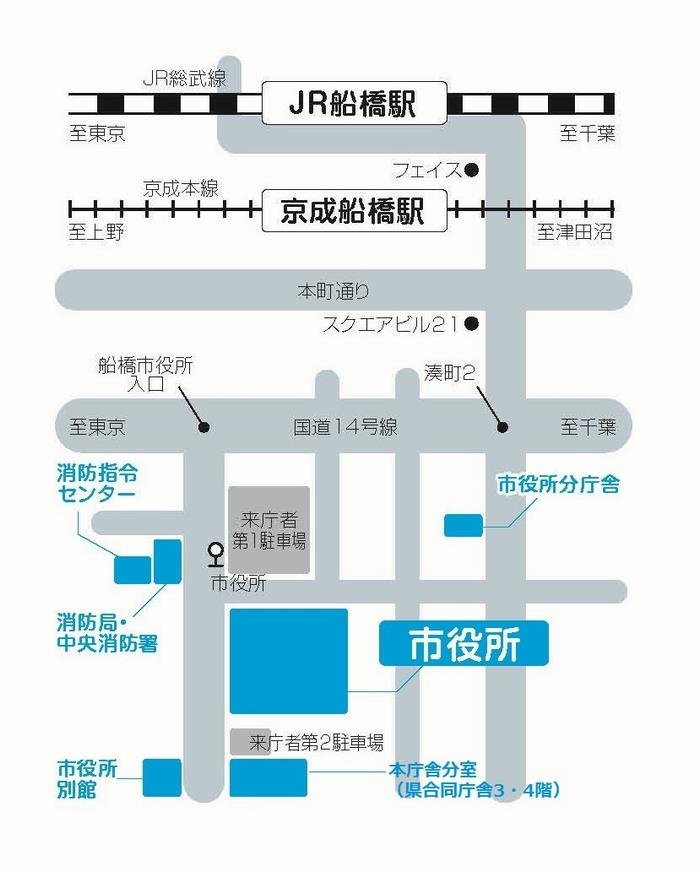 JR総武線
JR船橋駅
至東京
至千葉
フェイス
京成本線
京成船橋駅
至上野
至津田沼
本町通り
スクエアビル21
船橋市役所
入口
湊町2
至東京
国道14号線
至千葉
消防指令
センター
市役所分庁舎
来庁者
第1駐車場
市役所
消防局・
中央消防署
市役所
来庁者第2駐車場
市役所
別館
本庁舎分室
（県合同庁舎3・4階）